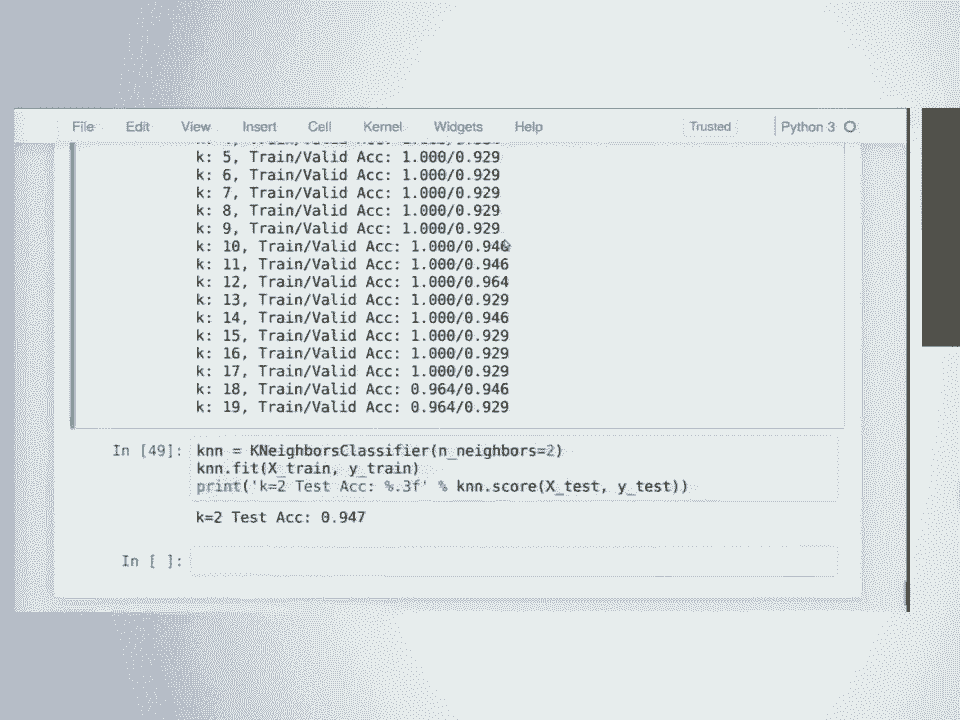 File Edit View Insert Cell Kernel Widgets Help Trusted Python 3
k: 5, Train/Valid Acc: 1.000/0.929
k: 6, Train/Valid Acc: 1.000/0.929
k: 7, Train/Valid Acc: 1.000/0.929
k: 8, Train/Valid Acc: 1.000/0.929
k: 9, Train/Valid Acc: 1.000/0.929
k: 10, Train/Valid Acc: 1.000/0.946
k: 11, Train/Valid Acc: 1.000/0.946
k: 12, Train/Valid Acc: 1.000/0.964
k: 13, Train/Valid Acc: 1.000/0.929
k: 14, Train/Valid Acc: 1.000/0.946
k: 15, Train/Valid Acc: 1.000/0.929
k: 16, Train/Valid Acc: 1.000/0.929
k: 17, Train/Valid Acc: 1.000/0.929
k: 18, Train/Valid Acc: 0.964/0.946
k: 19, Train/Valid Acc: 0.964/0.929
In [49]: knn = KNeighborsClassifier(n_neighbors=2)
knn.fit(X_train, y_train)
print('k=2 Test Acc: %.3f' % knn.score(X_test, y_test))
k=2 Test Acc: 0.947
In [ ]: